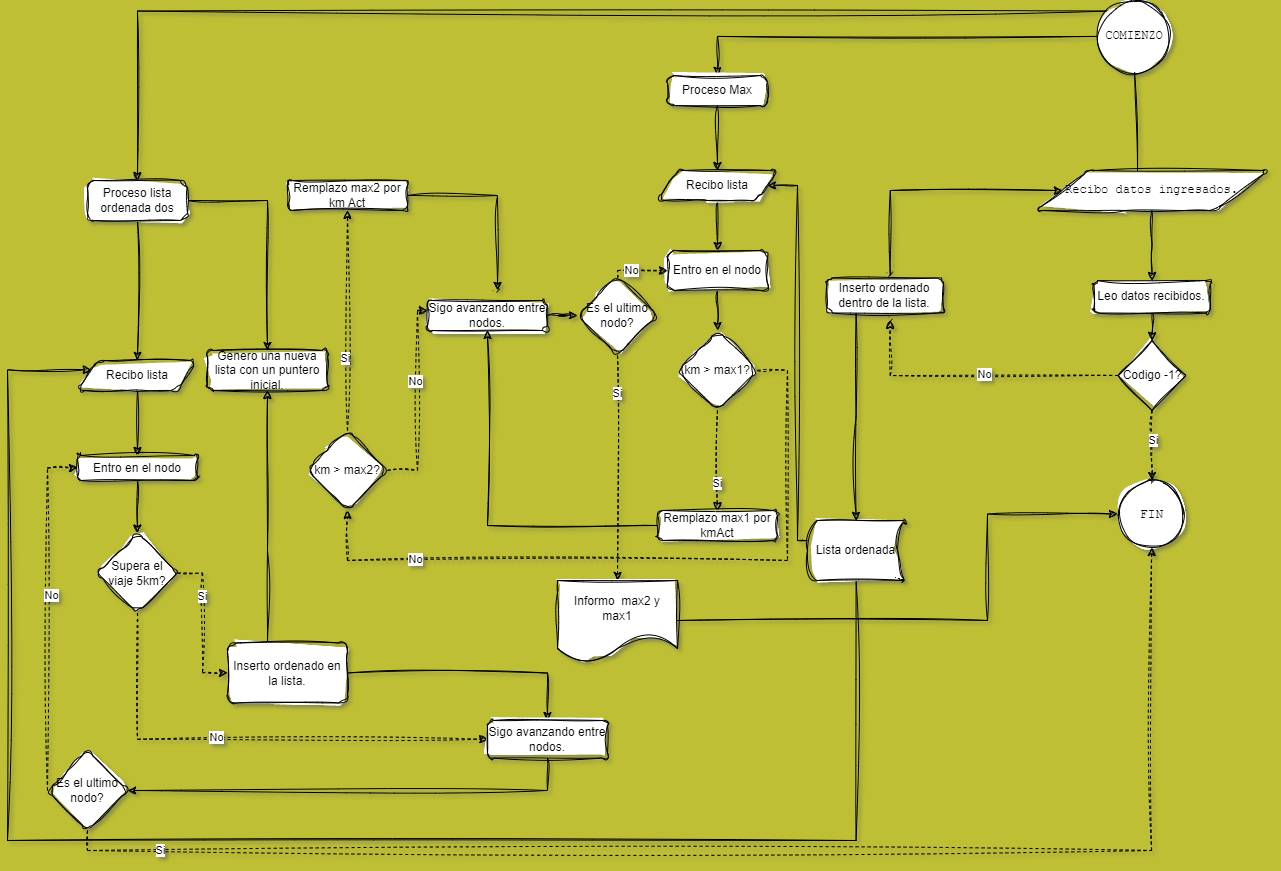 COMIENZO
Proceso Max
Proceso lista
ordenada dos
Remplazo max2 por
km Act
Recibo lista
Recibo datos ingresados.
Entro en el nodo
No
Inserto ordenado
dentro de la lista.
Leo datos recibidos.
Sigo avanzando entre
nodos.
Es el ultimo
nodo?
Recibo lista
Genero una nueva
lista con un puntero
inicial.
Si
No
km > max1?
No
Codigo -1?
Si
Si
Entro en el nodo
km > max2?
Si
Remplazo max1 por
kmAct
FIN
No
Lista ordenada
Supera el
viaje 5km?
No
Si
Informo  max2 y
max1
Inserto ordenado en
la lista.
No
Sigo avanzando entre
nodos.
Es el ultimo
nodo?
Si